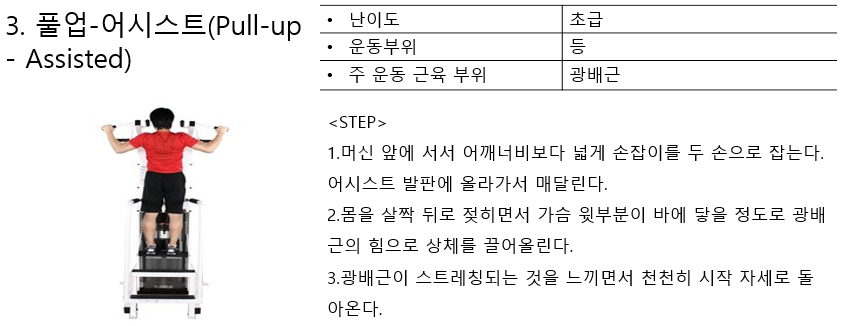 3. 풀업-어시스트(Pull-up
- Assisted)
• 난이도 초급
• 운동부위 등
• 주 운동 근육 부위 광배근
<STEP>
1.머신 앞에 서서 어깨너비보다 넓게 손잡이를 두 손으로 잡는다.
어시스트 발판에 올라가서 매달린다.
2.몸을 살짝 뒤로 젖히면서 가슴 윗부분이 바에 닿을 정도로 광배
근의 힘으로 상체를 끌어올린다.
3.광배근이 스트레칭되는 것을 느끼면서 천천히 시작 자세로 돌
아온다.